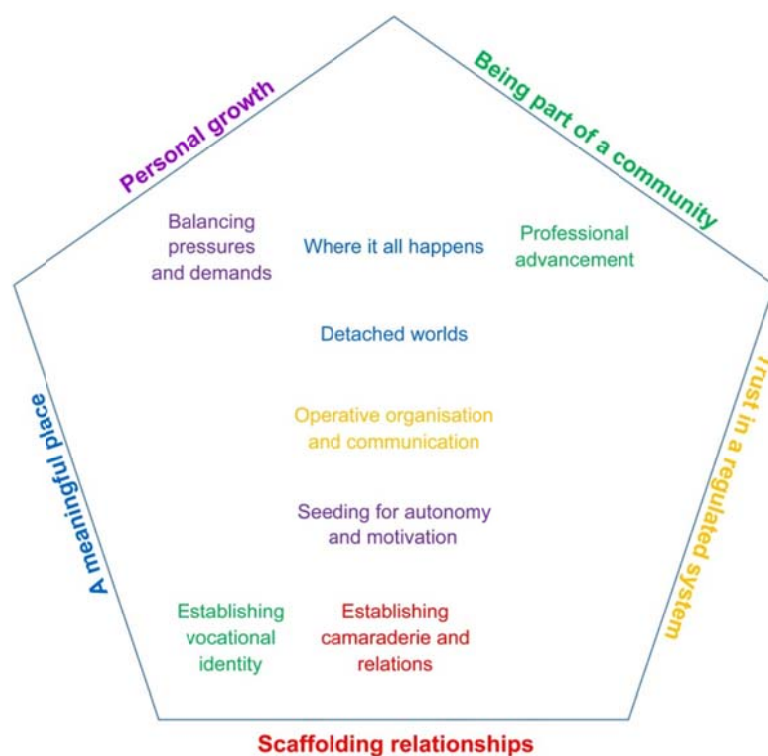 Personal growth
Being part of a community
Balancing
pressures
and demands
Where it all happens
Professional
advancement
Detached worlds
A meaningful place
Trust in a regulated system
Operative organisation
and communication
Seeding for autonomy
and motivation
Establishing
vocational
identity
Establishing
camaraderie and
relations
Scaffolding relationships